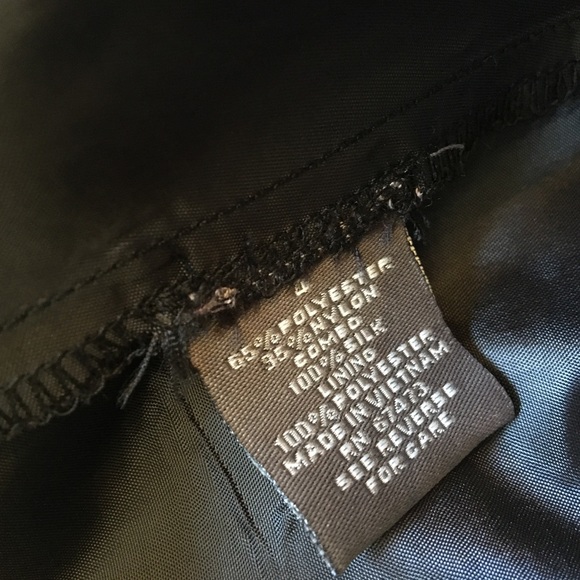 4
65% POLYESTER
35% NYLON
COMBO
100% SILK
LINING
100% POLYESTER
MADE IN VIETNAM
RN 67473
SEE REVERSE
FOR CARE